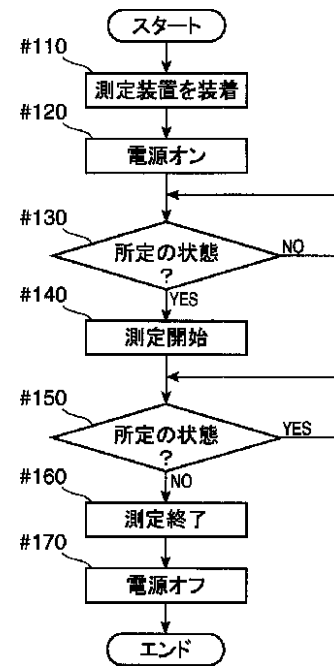 スタート
#110
測定装置を装着
#120
電源オン
#130
所定の状態
?
NO
YES
#140
測定開始
#150
所定の状態
?
YES
NO
#160
測定終了
#170
電源オフ
エンド